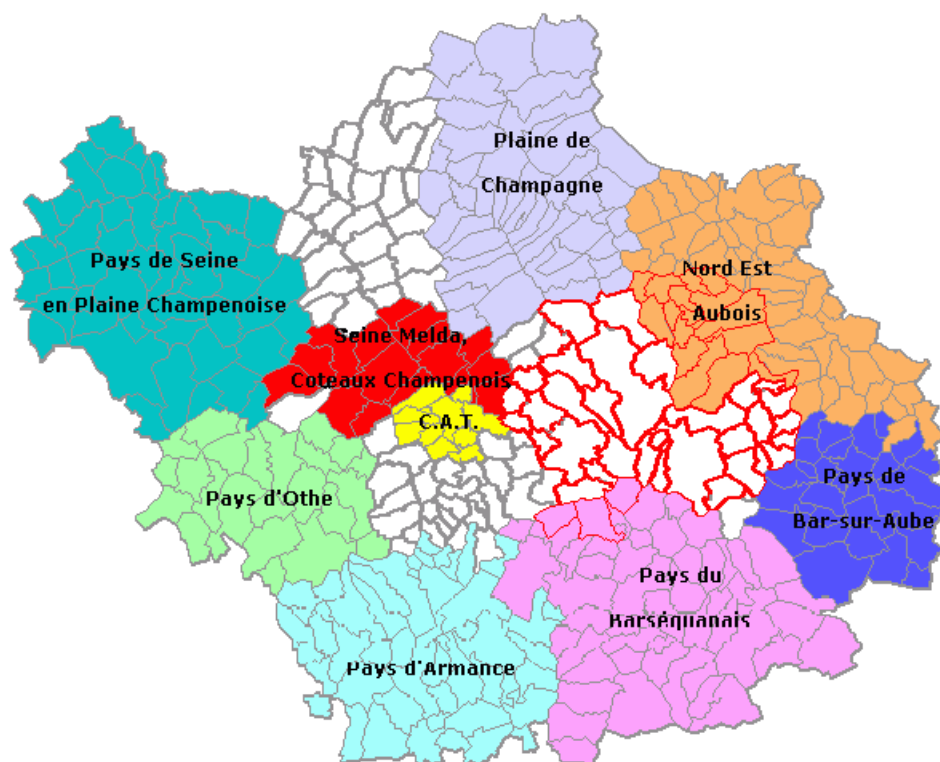 Plaine de
Champagne
Pays de Seine
en Plaine Champenoise
Nord Est
Aubois
Seine Melda,
Coteaux Champenois
C.A.T.
Pays d'Othe
Pays de
Bar-sur-Aube
Pays du
Barséquanais
Pays d'Armance